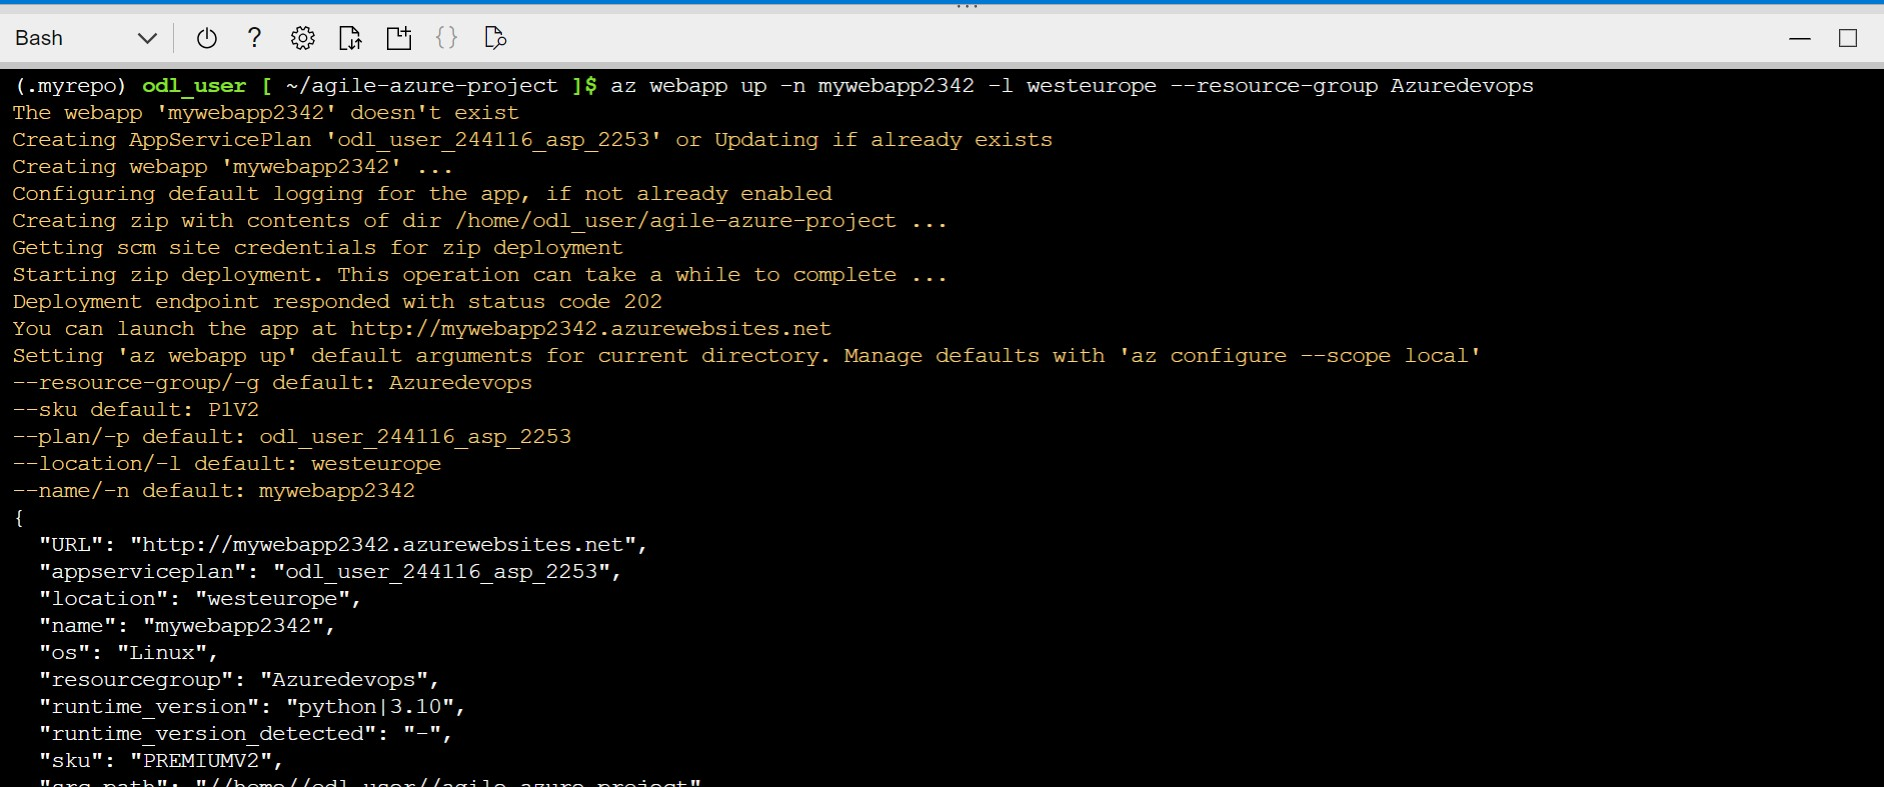 Bash
(.myrepo) odl_user [ ~/agile-azure-project ]$ az webapp up -n mywebapp2342 -l westeurope --resource-group Azuredevops
The webapp 'mywebapp2342' doesn't exist
Creating AppServicePlan 'odl_user_244116_asp_2253' or Updating if already exists
Creating webapp 'mywebapp2342' ...
Configuring default logging for the app, if not already enabled
Creating zip with contents of dir /home/odl_user/agile-azure-project ...
Getting scm site credentials for zip deployment
Starting zip deployment. This operation can take a while to complete ...
Deployment endpoint responded with status code 202
You can launch the app at http://mywebapp2342.azurewebsites.net
Setting 'az webapp up' default arguments for current directory. Manage defaults with 'az configure --scope local'
--resource-group/-g default: Azuredevops
--sku default: P1V2
--plan/-p default: odl_user_244116_asp_2253
--location/-l default: westeurope
--name/-n default: mywebapp2342
{
  "URL": "http://mywebapp2342.azurewebsites.net",
  "appserviceplan": "odl_user_244116_asp_2253",
  "location": "westeurope",
  "name": "mywebapp2342",
  "os": "Linux",
  "resourcegroup": "Azuredevops",
  "runtime_version": "python|3.10",
  "runtime_version_detected": "-",
  "sku": "PREMIUMV2",
  "src_path": "//home//odl_user//agile-azure-project"